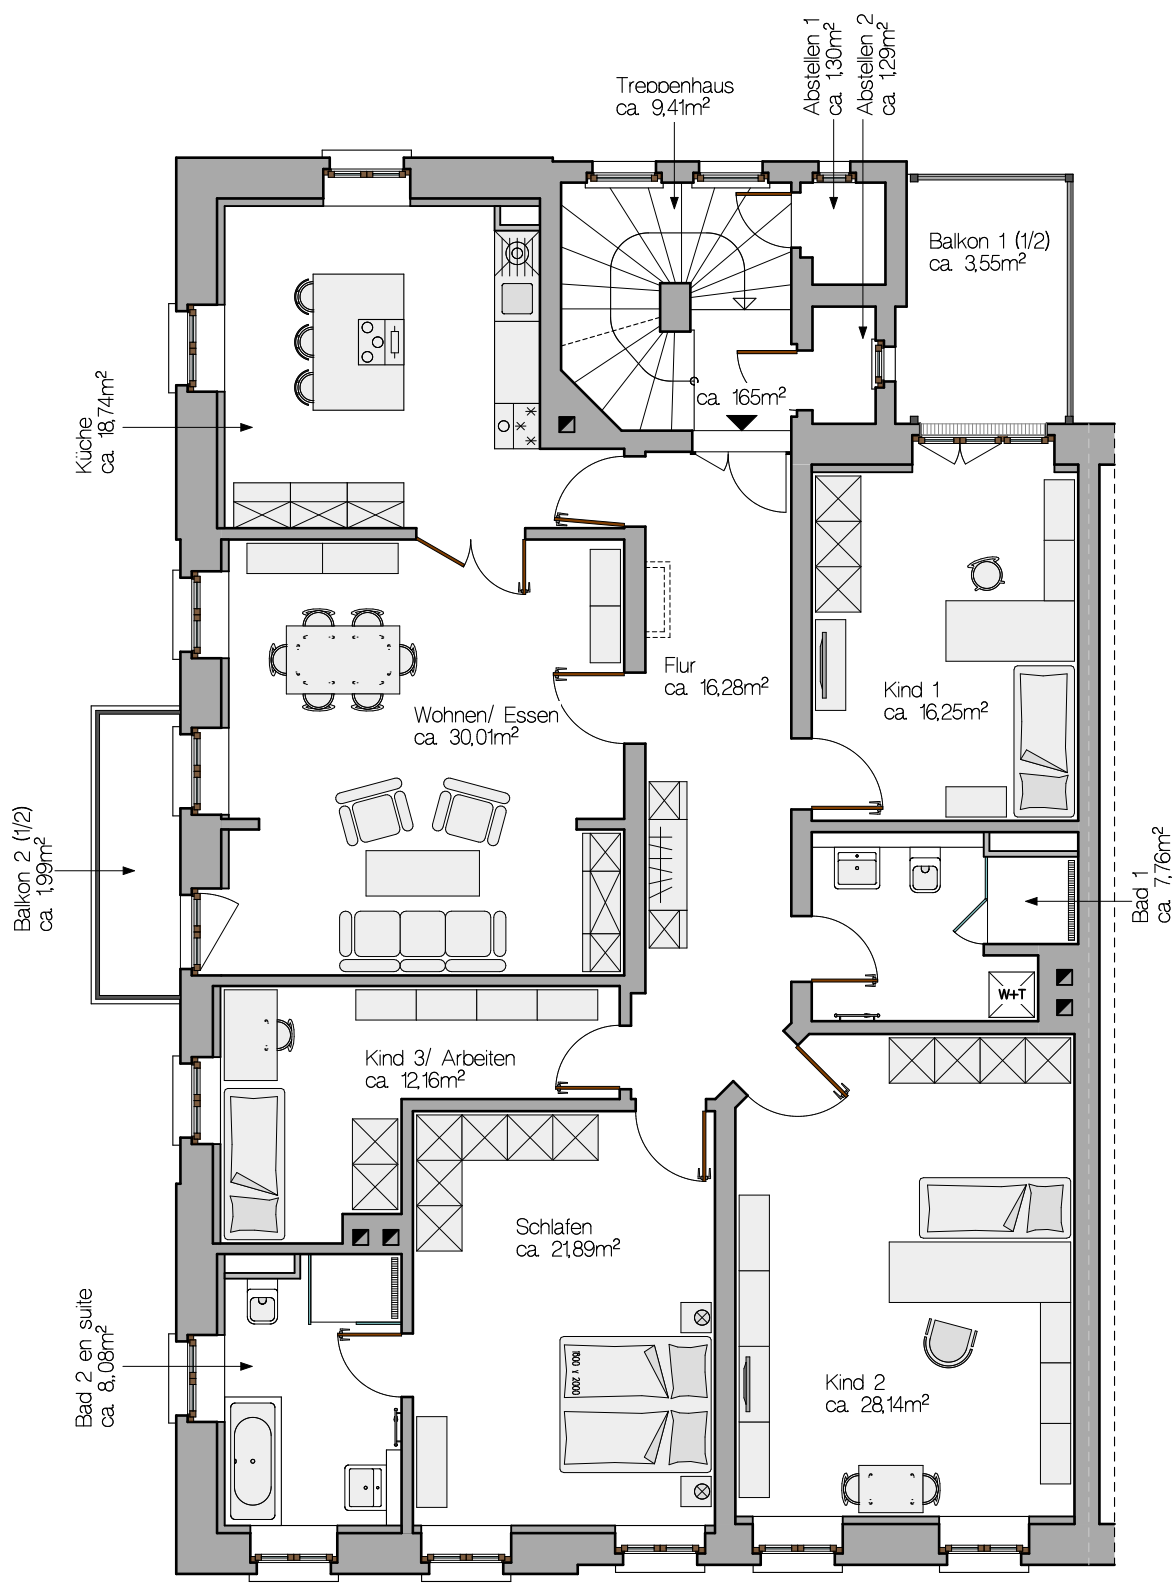 Treppenhaus
ca. 9,41m²
Abstellen 1
ca. 1,30m²
Abstellen 2
ca. 1,29m²
Balkon 1 (1/2)
ca. 3,55m²
ca. 165m²
Küche
ca. 18,74m²
Flur
ca. 16,28m²
Kind 1
ca. 16,25m²
Wohnen/ Essen
ca. 30,01m²
Balkon 2 (1/2)
ca. 1,99m²
Bad 1
ca. 7,76m²
W+T
Kind 3/ Arbeiten
ca. 12,16m²
Schlafen
ca. 21,89m²
Bad 2 en suite
ca. 8,08m²
1600 x 2000
Kind 2
ca. 28,14m²